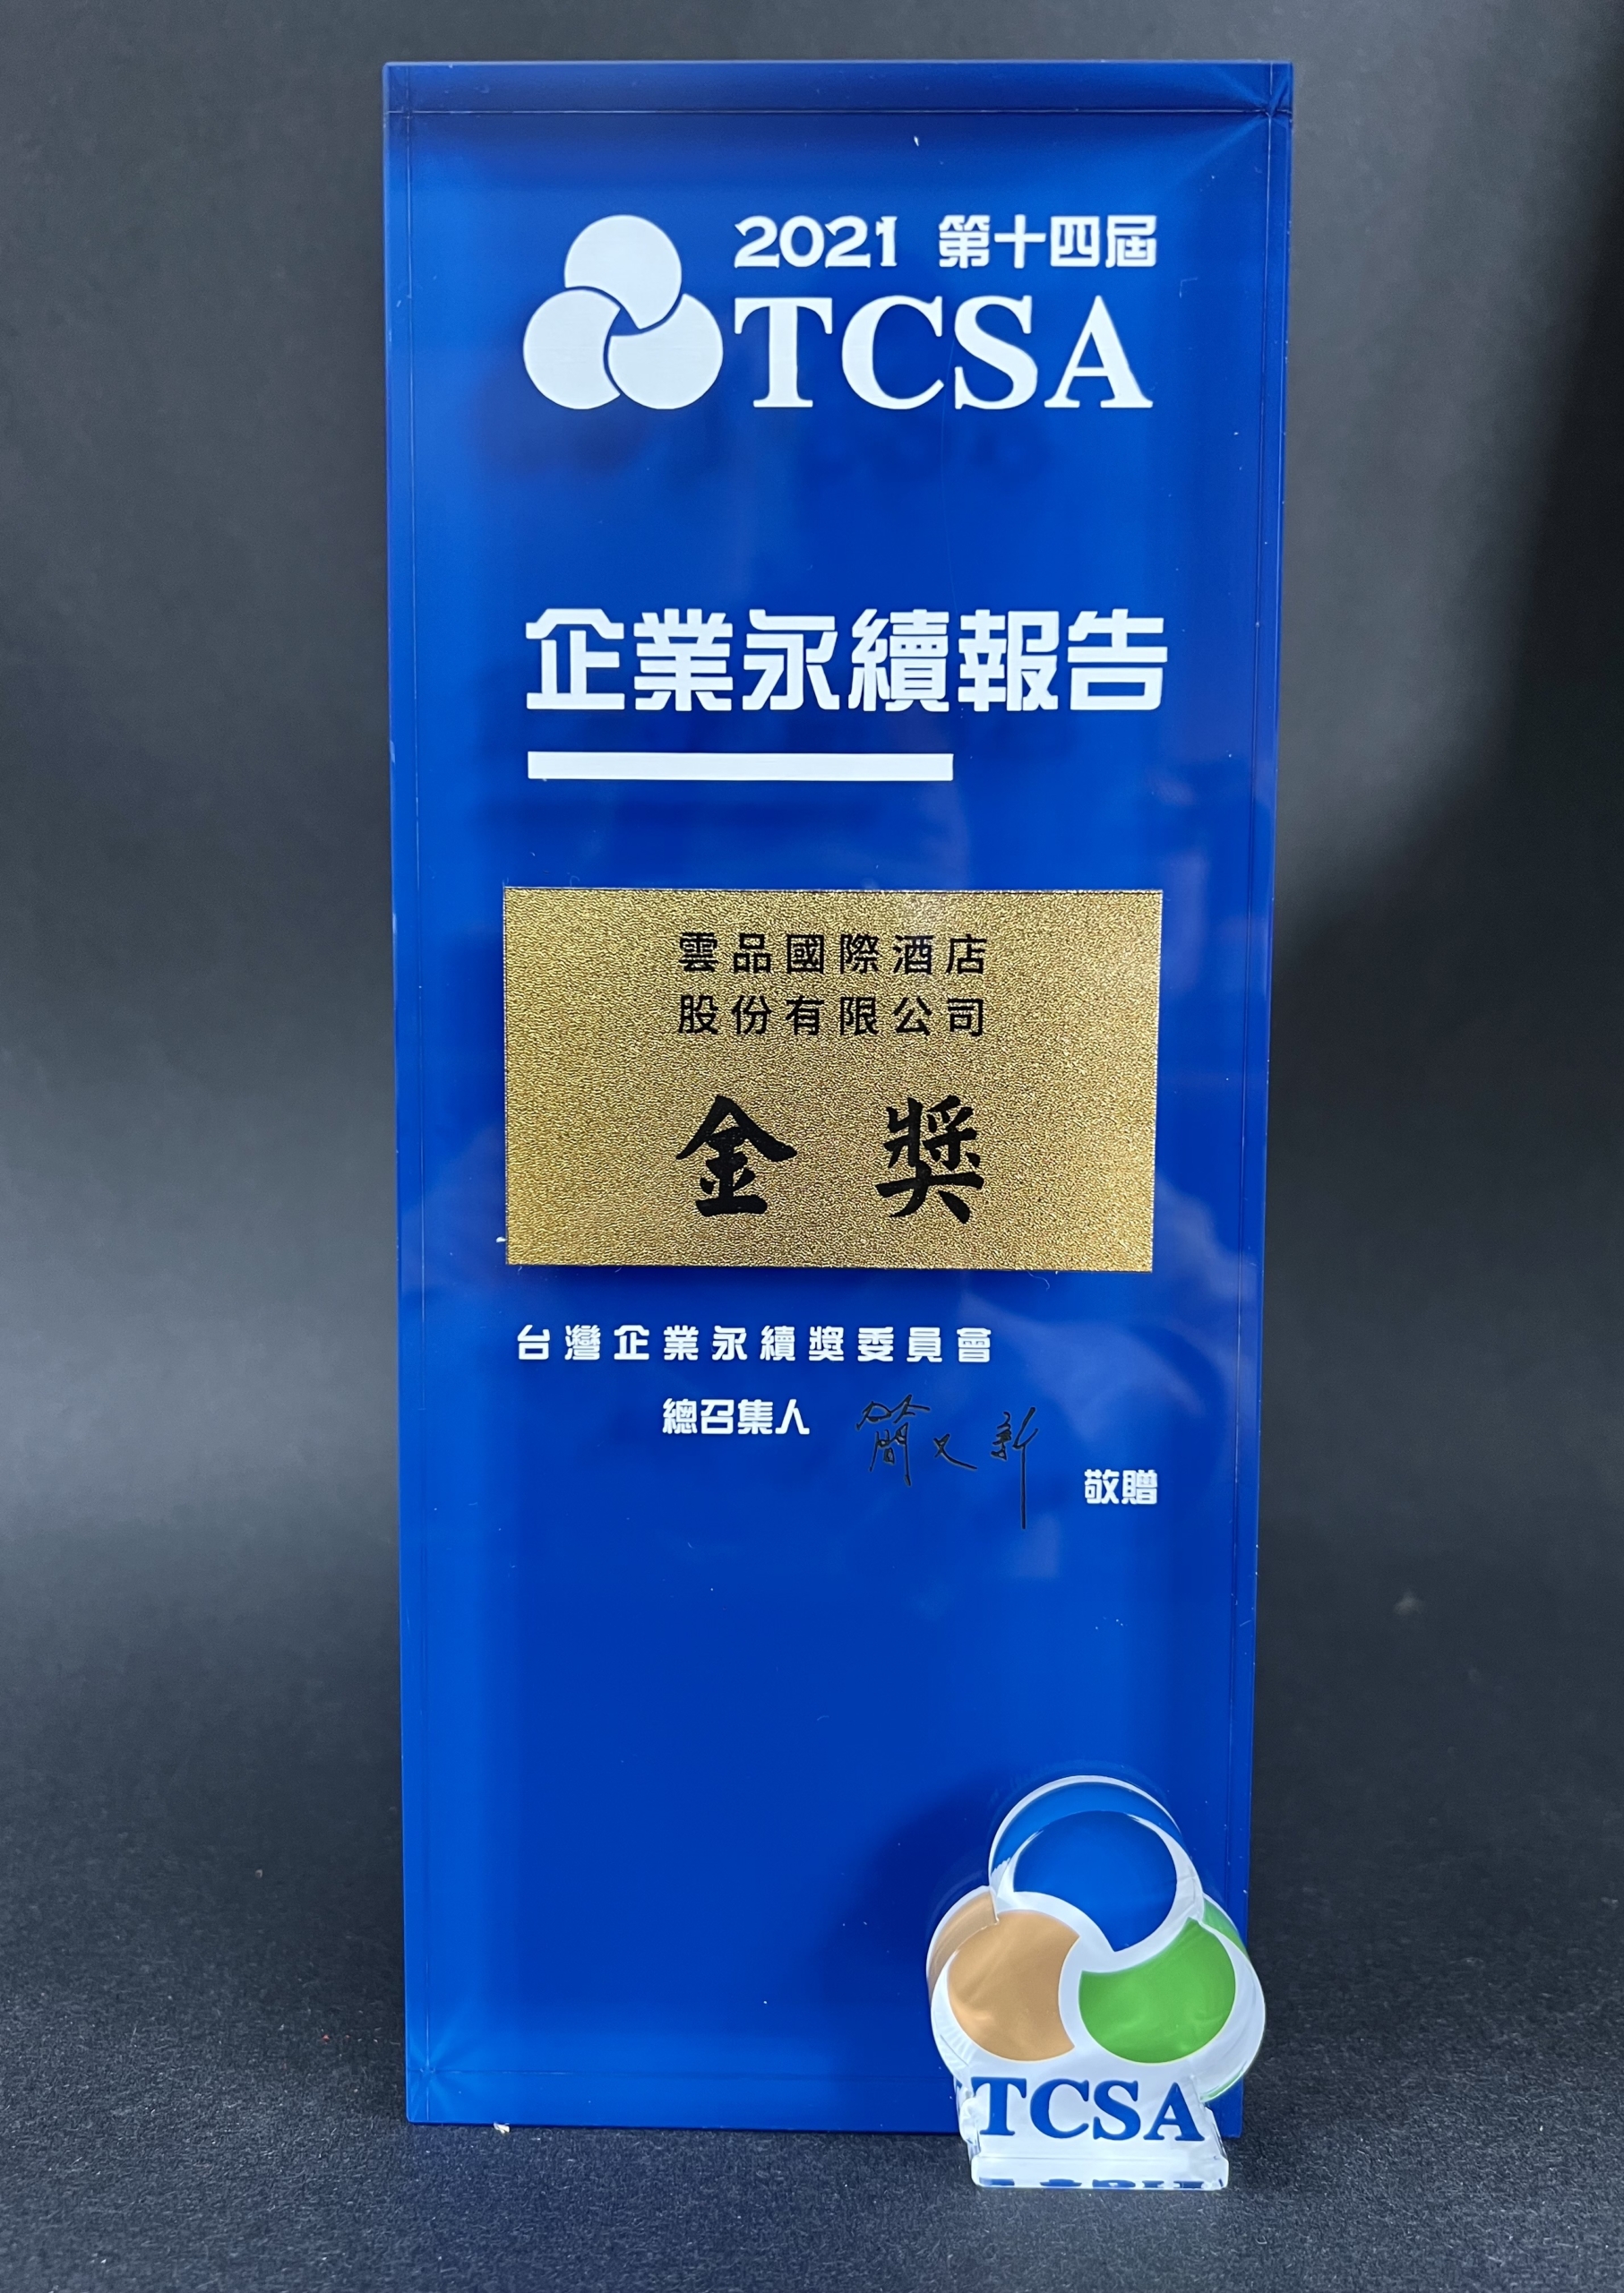 2021 第十四屆
TCSA
企業永續報告
雲品國際酒店
股份有限公司
金獎
台灣企業永續獎委員會
總召集人 簡又新
敬贈
TCSA